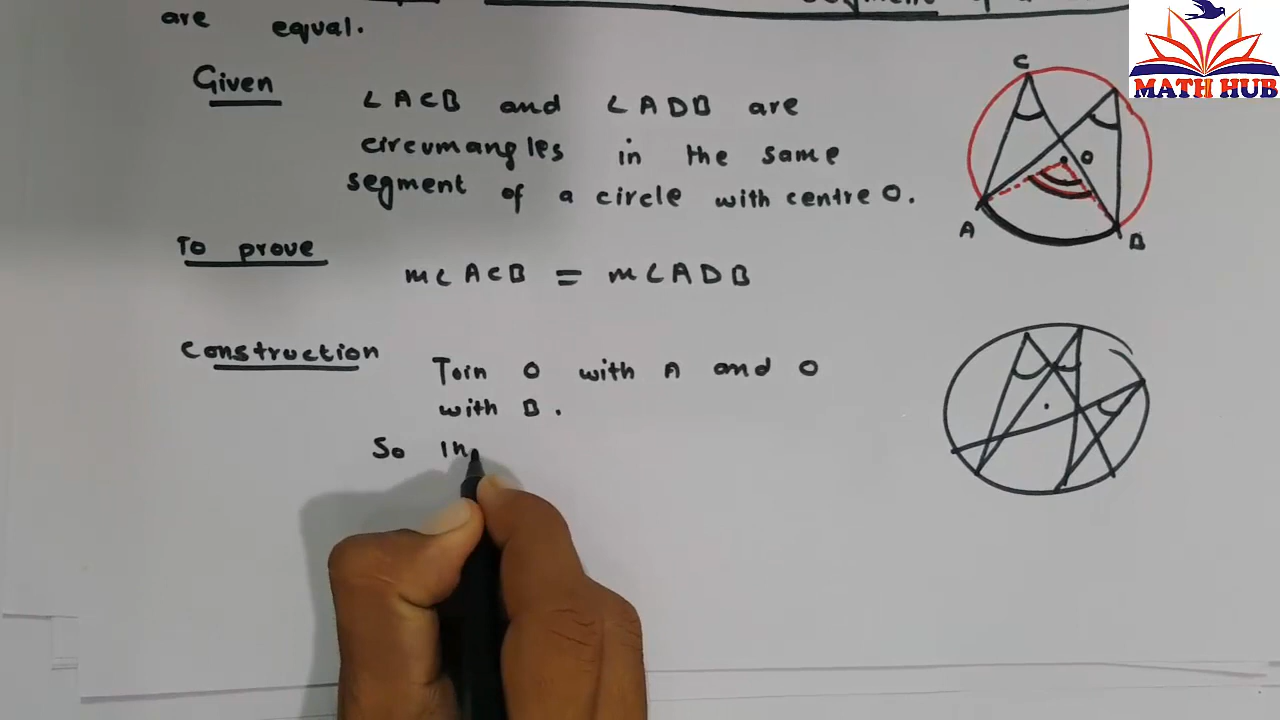 are equal.
Given
∠ACB and ∠ADB are
circumangles in the same
segment of a circle with centre O.
To prove
m∠ACB = m∠ADB
Construction
Join O with A and O
with B.
So in
C
O
A
B
MATH HUB